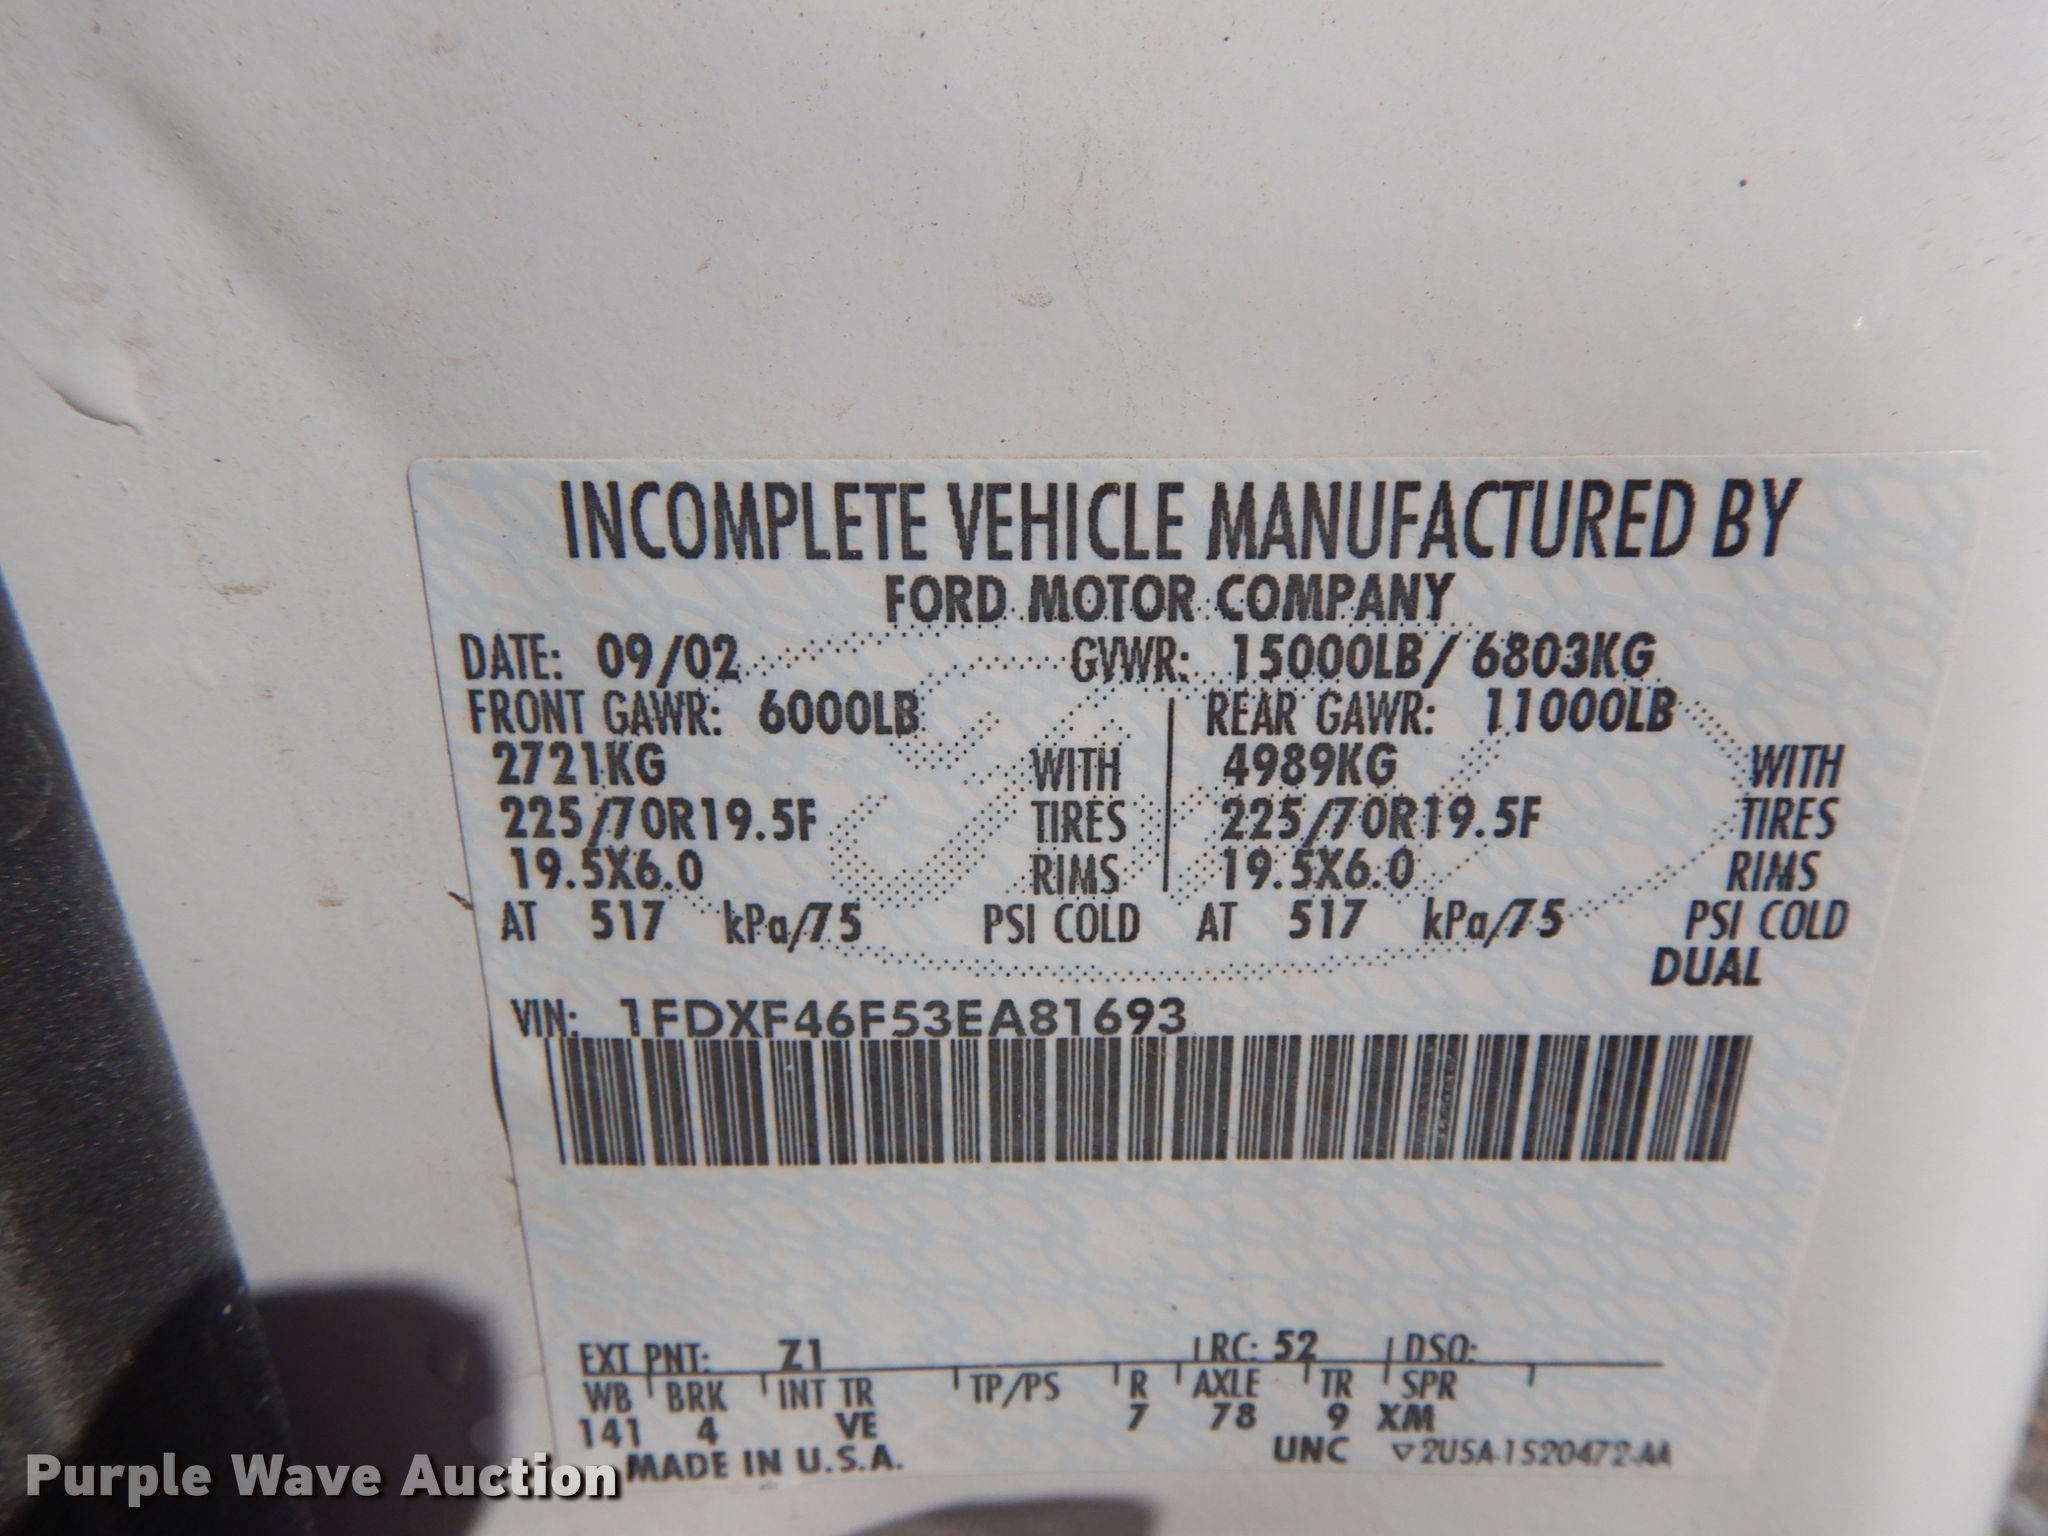 INCOMPLETE VEHICLE MANUFACTURED BY
FORD MOTOR COMPANY
DATE: 09/02 GVWR: 15000LB/ 6803KG
FRONT GAWR: 6000LB REAR GAWR: 11000LB
2721KG WITH 4989KG WITH
225/70R19.5F TIRES 225/70R19.5F TIRES
19.5X6.0 RIMS 19.5X6.0 RIMS
AT 517 kPa/75 PSI COLD AT 517 kPa/75 PSI COLD
DUAL
VIN: 1FDXF46F53EA81693
EXT PNT: Z1 RC: 52 DSO:
WB BRK INT TR TP/PS R AXLE TR SPR
141 4 VE 7 78 9 XM
MADE IN U.S.A. UNC ▽2USA-1520472-AA
Purple Wave Auction